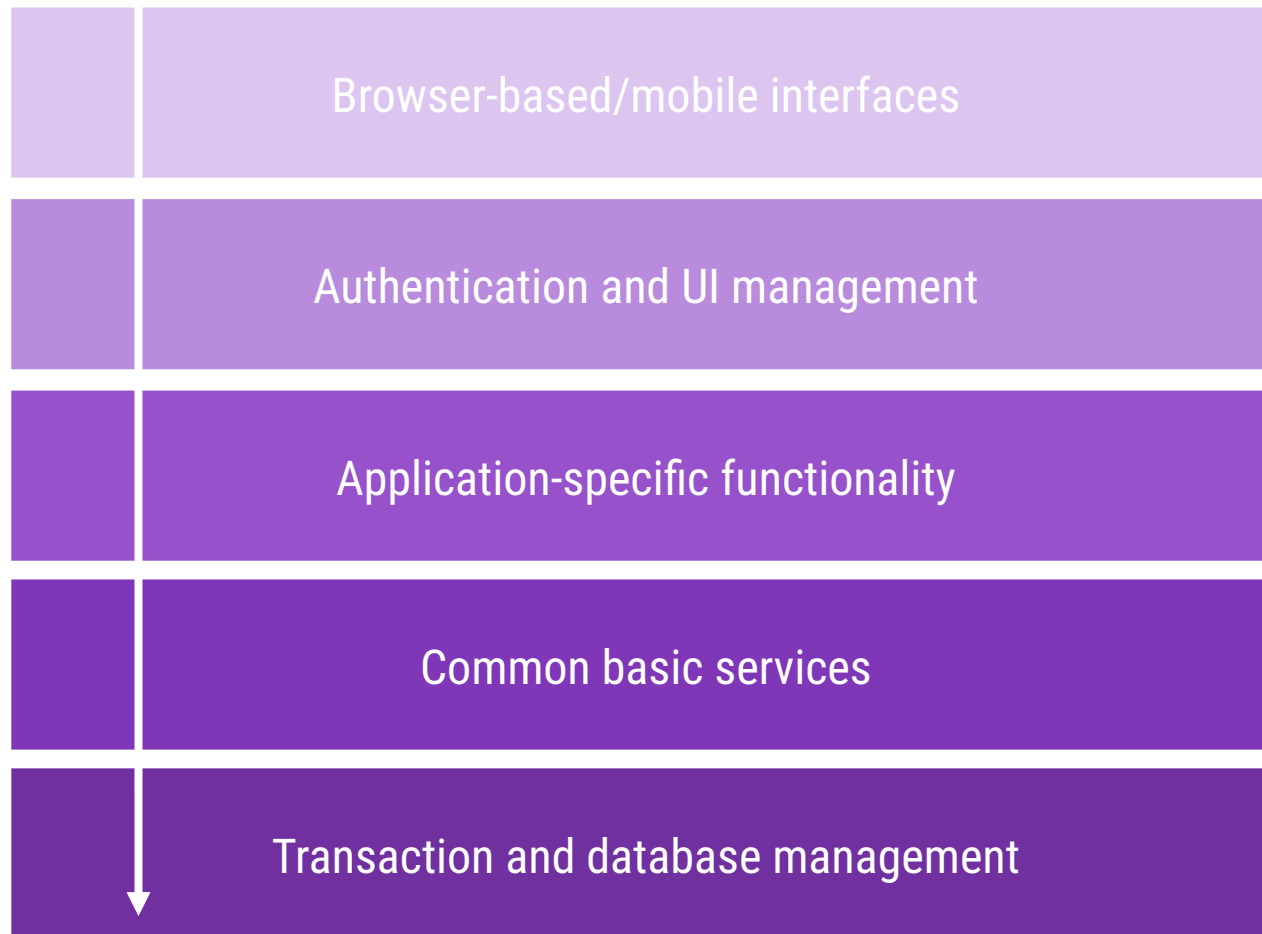 Browser-based/mobile interfaces
Authentication and UI management
Application-specific functionality
Common basic services
Transaction and database management